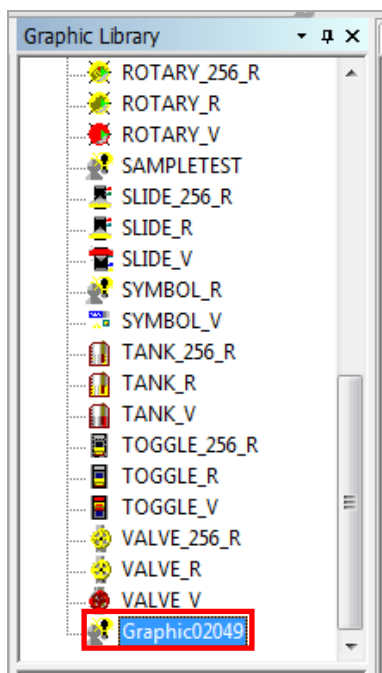 Graphic Library
ROTARY_256_R
ROTARY_R
ROTARY_V
SAMPLETEST
SLIDE_256_R
SLIDE_R
SLIDE_V
SYMBOL_R
SYMBOL_V
TANK_256_R
TANK_R
TANK_V
TOGGLE_256_R
TOGGLE_R
TOGGLE_V
VALVE_256_R
VALVE_R
VALVE_V
Graphic02049